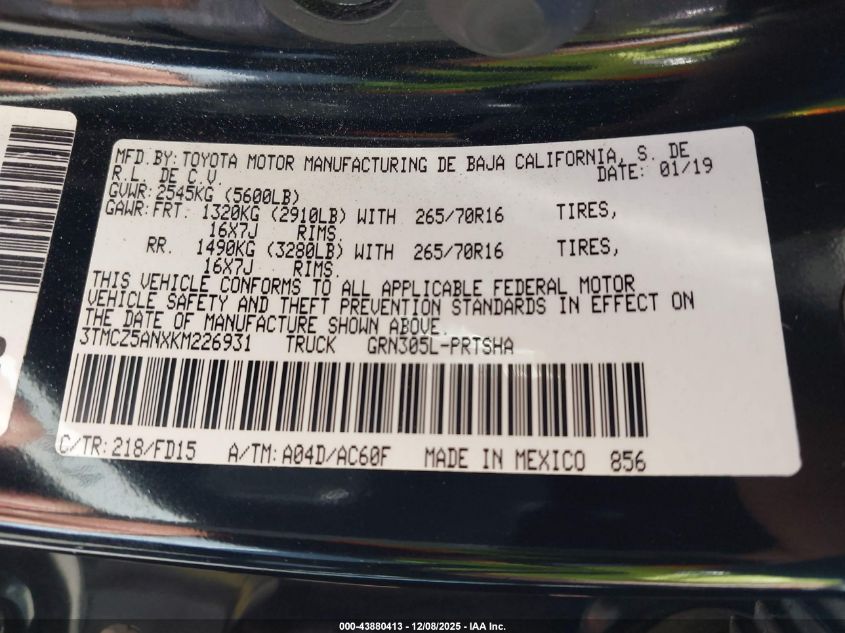 MFD.BY: TOYOTA MOTOR MANUFACTURING DE BAJA CALIFORNIA, S. DE
R.L. DE C.V. DATE: 01/19
GVWR: 2545KG (5600LB)
GAWR: FRT. 1320KG (2910LB) WITH 265/70R16 TIRES,
16X7J RIMS.
RR. 1490KG (3280LB) WITH 265/70R16 TIRES,
16X7J RIMS.
THIS VEHICLE CONFORMS TO ALL APPLICABLE FEDERAL MOTOR
VEHICLE SAFETY AND THEFT PREVENTION STANDARDS IN EFFECT ON
THE DATE OF MANUFACTURE SHOWN ABOVE.
3TMCZ5ANXKM226931 TRUCK GRN305L-PRTSHA
C/TR: 218/FD15 A/TM: A04D/AC60F MADE IN MEXICO 856
000-43880413 - 12/08/2025 - IAA Inc.